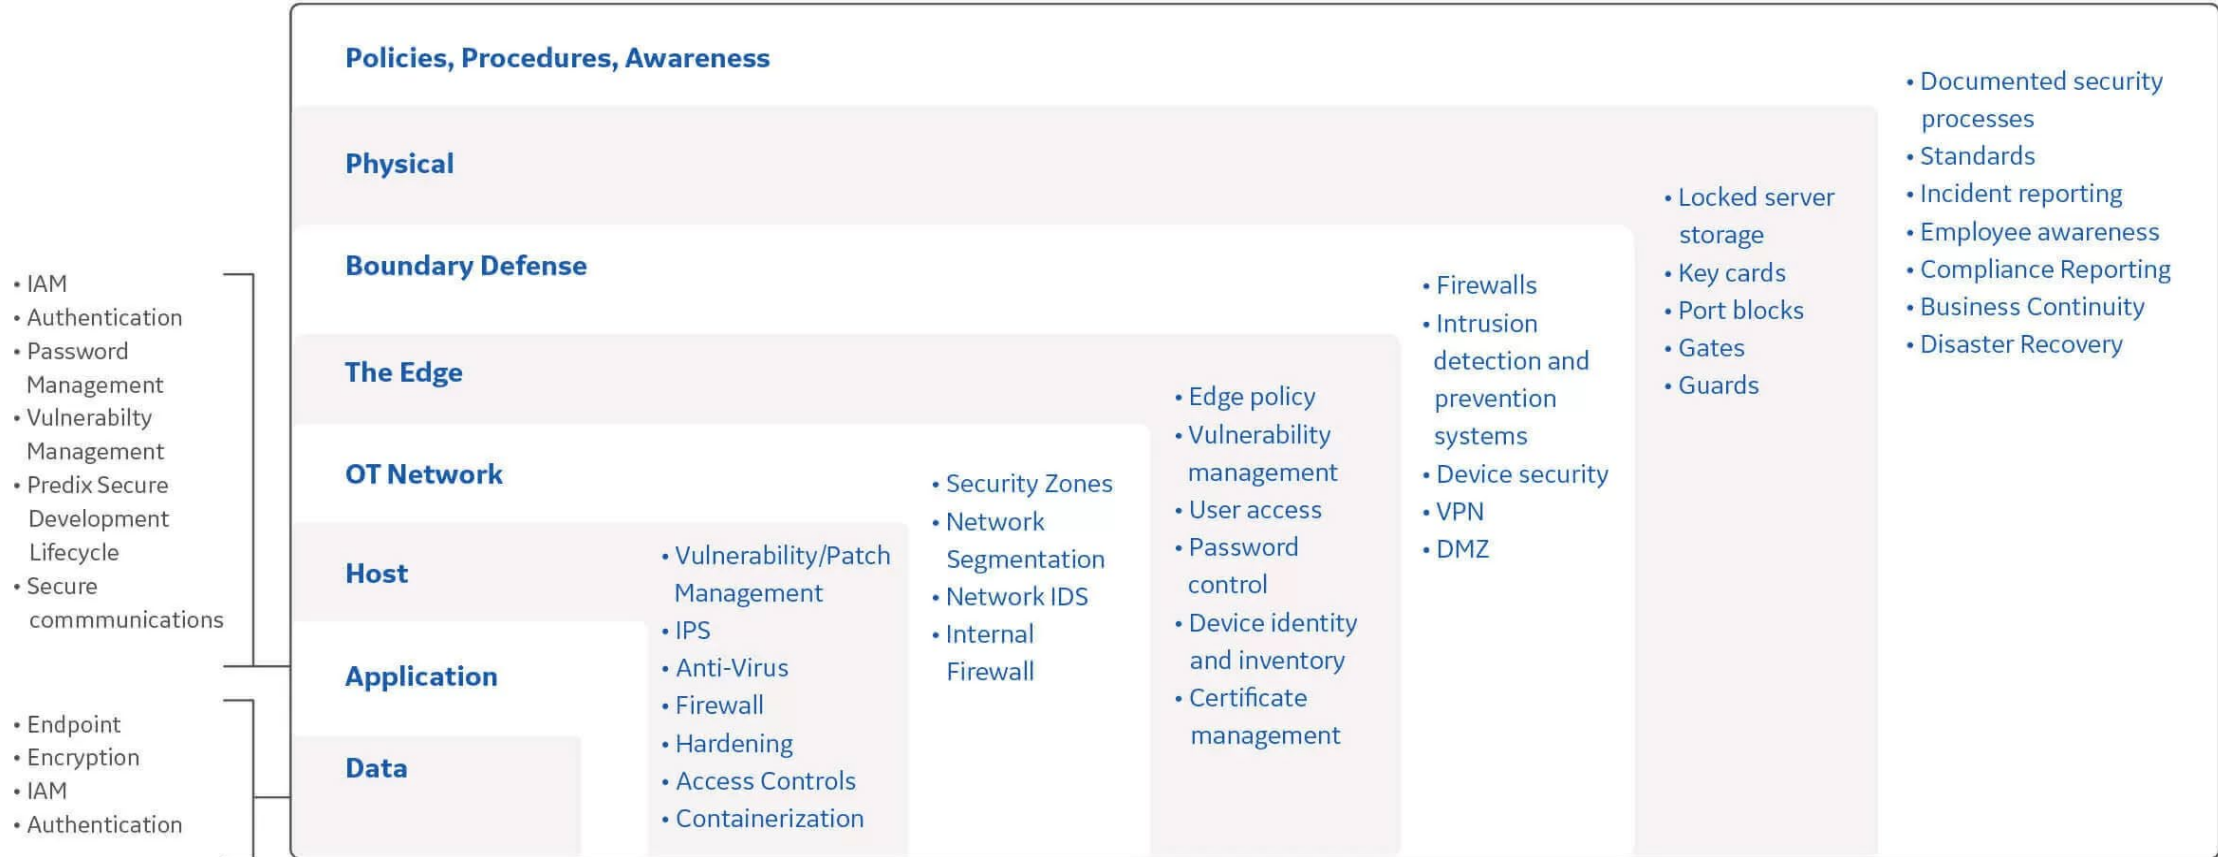 Policies, Procedures, Awareness
• Documented security
processes
• Standards
• Incident reporting
• Employee awareness
• Compliance Reporting
• Business Continuity
• Disaster Recovery
Physical
• Locked server
storage
• Key cards
• Port blocks
• Gates
• Guards
Boundary Defense
• Firewalls
• Intrusion
detection and
prevention
systems
• Device security
• VPN
• DMZ
The Edge
• Edge policy
• Vulnerability
management
• User access
• Password
control
• Device identity
and inventory
• Certificate
management
OT Network
• Security Zones
• Network
Segmentation
• Network IDS
• Internal
Firewall
Host
• Vulnerability/Patch
Management
• IPS
• Anti-Virus
• Firewall
• Hardening
• Access Controls
• Containerization
Application
• IAM
• Authentication
• Password
Management
• Vulnerabilty
Management
• Predix Secure
Development
Lifecycle
• Secure
commmunications
Data
• Endpoint
• Encryption
• IAM
• Authentication